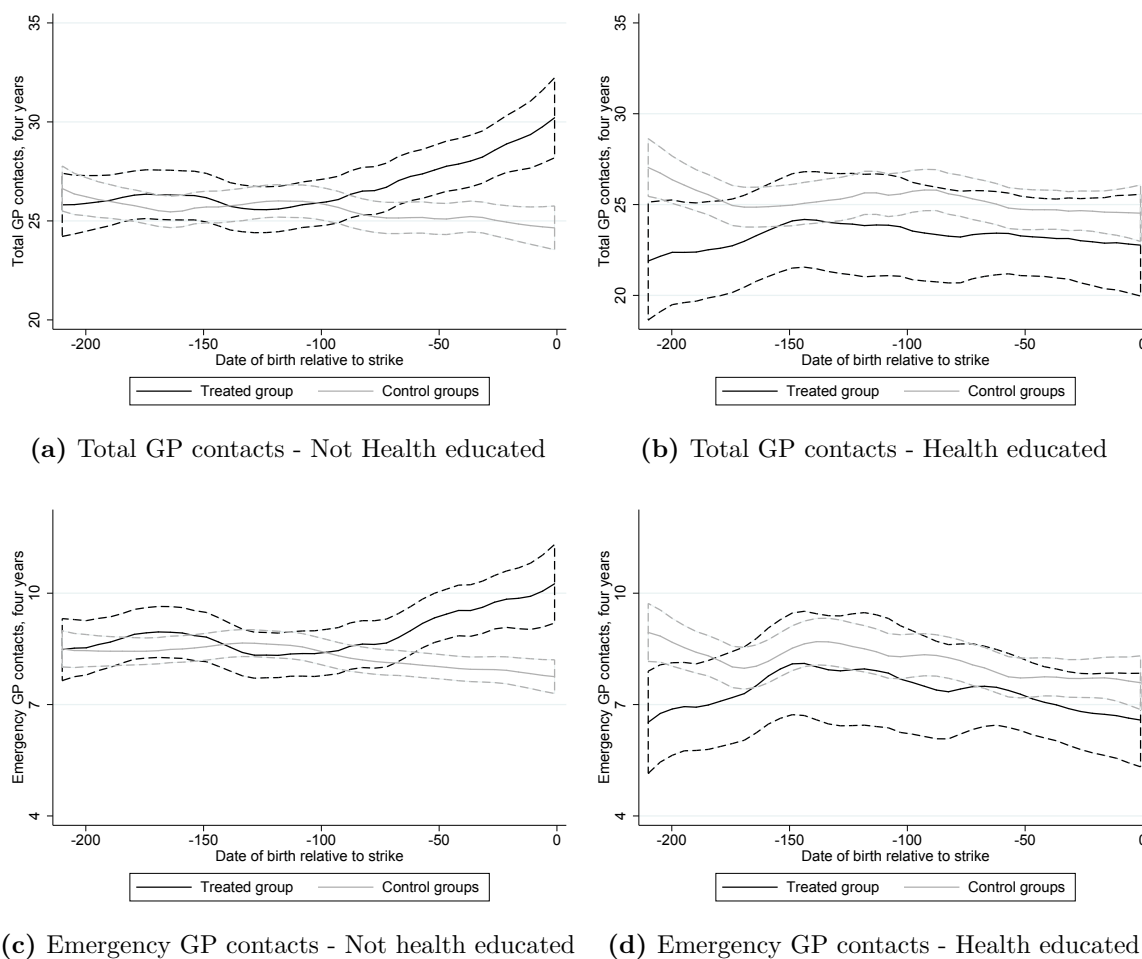 35
30
25
20
Total GP contacts, four years
-200 -150 -100 -50 0
Date of birth relative to strike
Treated group Control groups
(a) Total GP contacts - Not Health educated
35
30
25
20
Total GP contacts, four years
-200 -150 -100 -50 0
Date of birth relative to strike
Treated group Control groups
(b) Total GP contacts - Health educated
10
7
4
Emergency GP contacts, four years
-200 -150 -100 -50 0
Date of birth relative to strike
Treated group Control groups
(c) Emergency GP contacts - Not health educated
10
7
4
Emergency GP contacts, four years
-200 -150 -100 -50 0
Date of birth relative to strike
Treated group Control groups
(d) Emergency GP contacts - Health educated